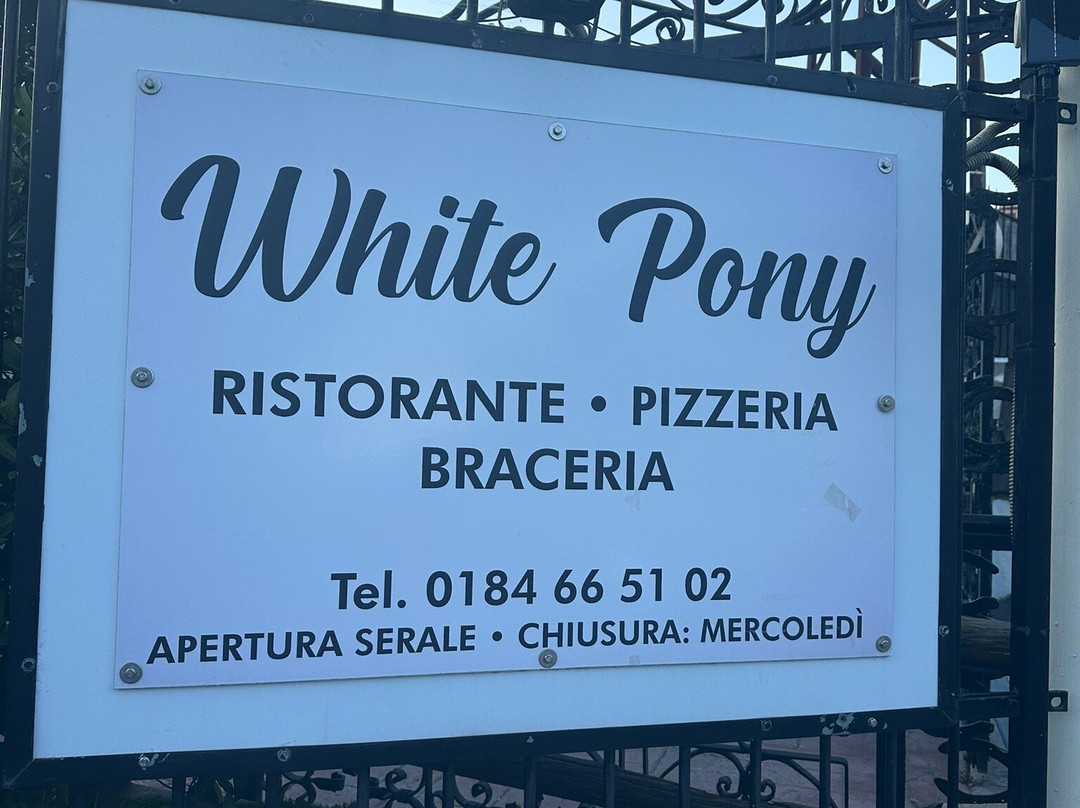 White Pony
RISTORANTE • PIZZERIA
BRACERIA
Tel. 0184 66 51 02
APERTURA SERALE • CHIUSURA: MERCOLEDÌ